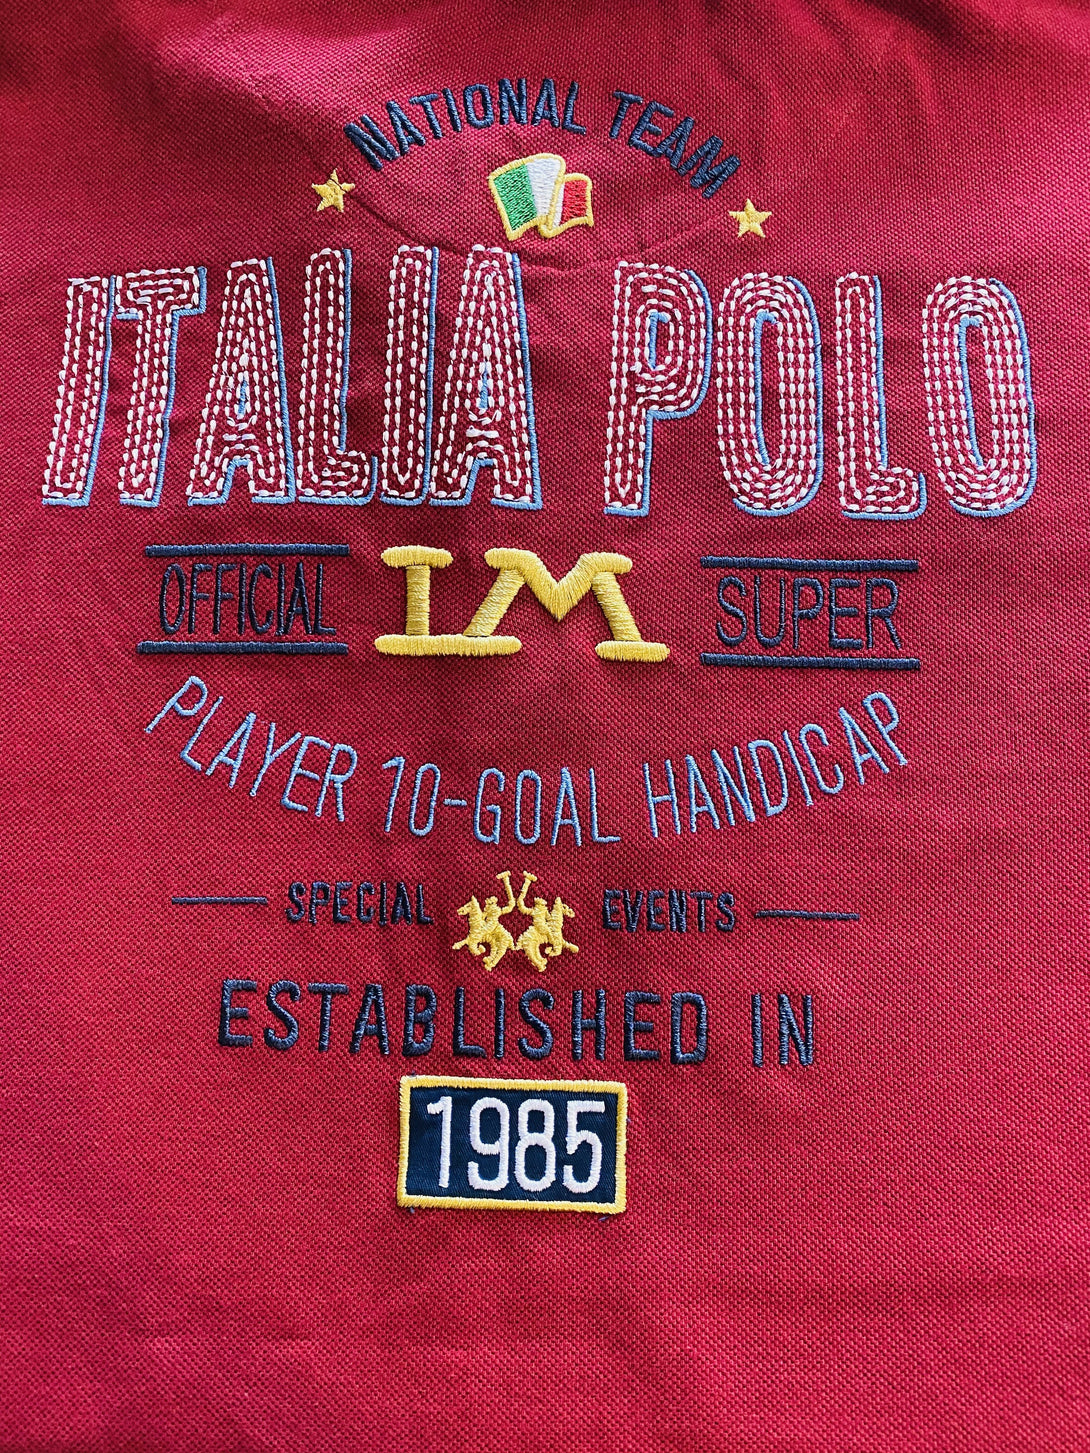 NATIONAL TEAM
ITALIA POLO
OFFICIAL LM SUPER
PLAYER 10-GOAL HANDICAP
SPECIAL EVENTS
ESTABLISHED IN
1985